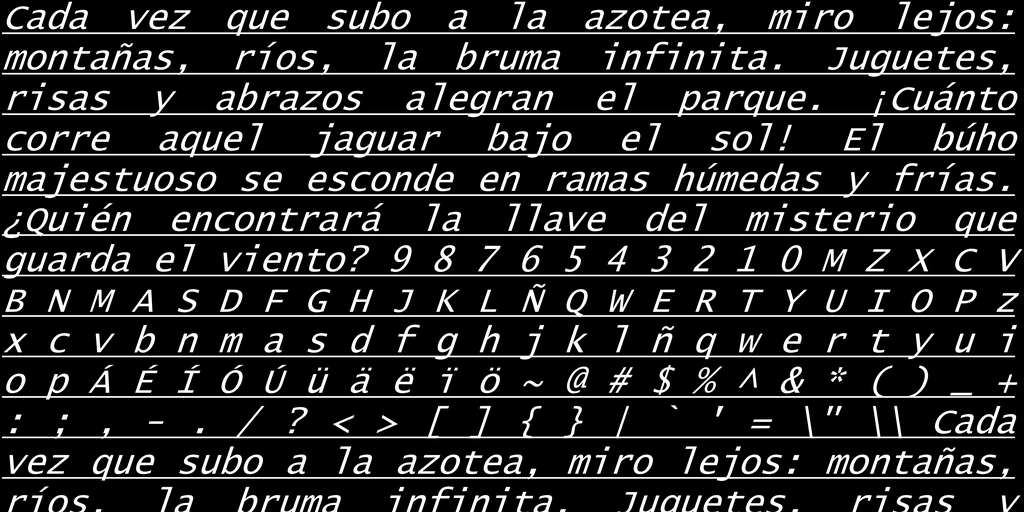 Cada vez que subo a la azotea, miro lejos:
montañas, ríos, la bruma infinita. Juguetes,
risas y abrazos alegran el parque. ¡Cuánto
corre aquel jaguar bajo el sol! El búho
majestuoso se esconde en ramas húmedas y frías.
¿Quién encontrará la llave del misterio que
guarda el viento? 9 8 7 6 5 4 3 2 1 0 M Z X C V
B N M A S D F G H J K L Ñ Q W E R T Y U I O P z
x c v b n m a s d f g h j k l ñ q w e r t y u i
o p Á É Í Ó Ú ü ä ë ï ö ~ @ # $ % ^ & * ( ) _ +
: ; , - . / ? < > [ ] { } | ` ' = \" \\ Cada
vez que subo a la azotea, miro lejos: montañas,
ríos, la bruma infinita. Juguetes, risas y